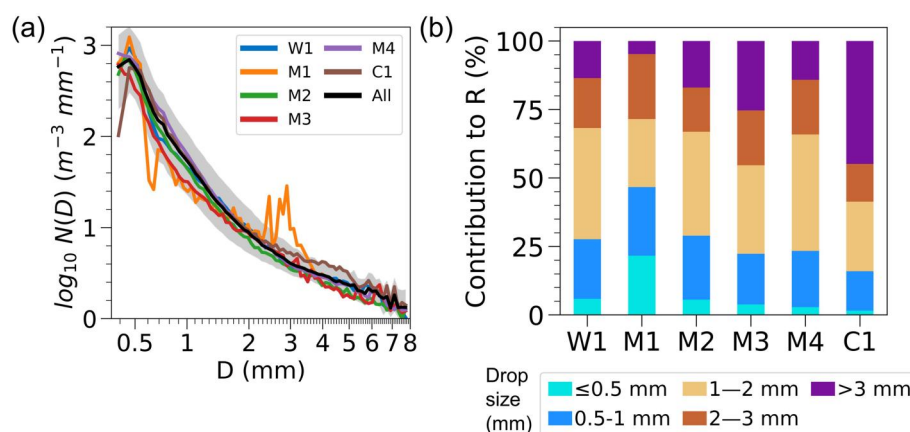 (a)
log₁₀ N(D) (m⁻³ mm⁻¹)
3
2
1
0
W1
M1
M2
M3
M4
C1
All
0.5 1 2 3 4 5 6 7 8
D (mm)
(b)
Contribution to R (%)
100
75
50
25
0
W1 M1 M2 M3 M4 C1
Drop
size
(mm)
≤0.5 mm
0.5-1 mm
1—2 mm
2—3 mm
>3 mm